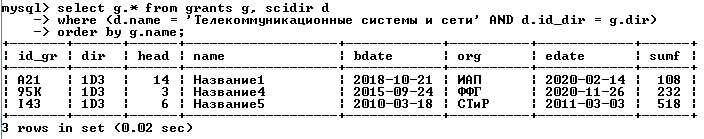 mysql> select g.* from grants g, scidir d
-> where (d.name = 'Телекоммуникационные системы и сети' AND d.id_dir = g.dir)
-> order by g.name;
+-------+------+------+-----------+------------+------+------------+------+
| id_gr | dir | head | name | bdate | org | edate | sumf |
+-------+------+------+-----------+------------+------+------------+------+
| A21 | 1D3 | 14 | Название1 | 2018-10-21 | ИАП | 2020-02-14 | 108 |
| 95K | 1D3 | 3 | Название4 | 2015-09-24 | ФФГ | 2020-11-26 | 232 |
| I43 | 1D3 | 6 | Название5 | 2010-03-18 | СТиР | 2011-03-03 | 518 |
+-------+------+------+-----------+------------+------+------------+------+
3 rows in set (0.02 sec)